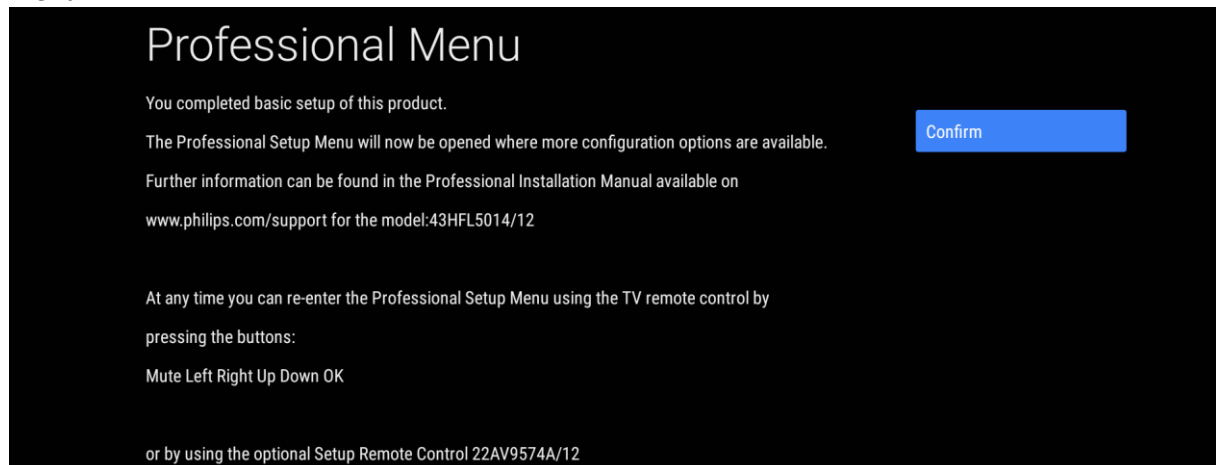 Professional Menu
You completed basic setup of this product.
Confirm
The Professional Setup Menu will now be opened where more configuration options are available.
Further information can be found in the Professional Installation Manual available on
www.philips.com/support for the model:43HFL5014/12
At any time you can re-enter the Professional Setup Menu using the TV remote control by
pressing the buttons:
Mute Left Right Up Down OK
or by using the optional Setup Remote Control 22AV9574A/12